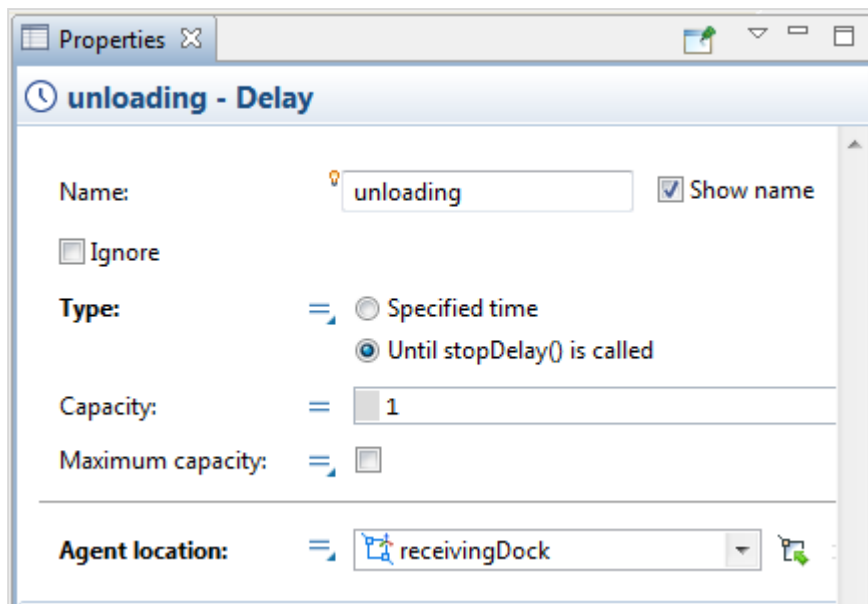 Properties
unloading - Delay
Name: unloading Show name
Ignore
Type: Specified time
Until stopDelay() is called
Capacity: 1
Maximum capacity:
Agent location: receivingDock